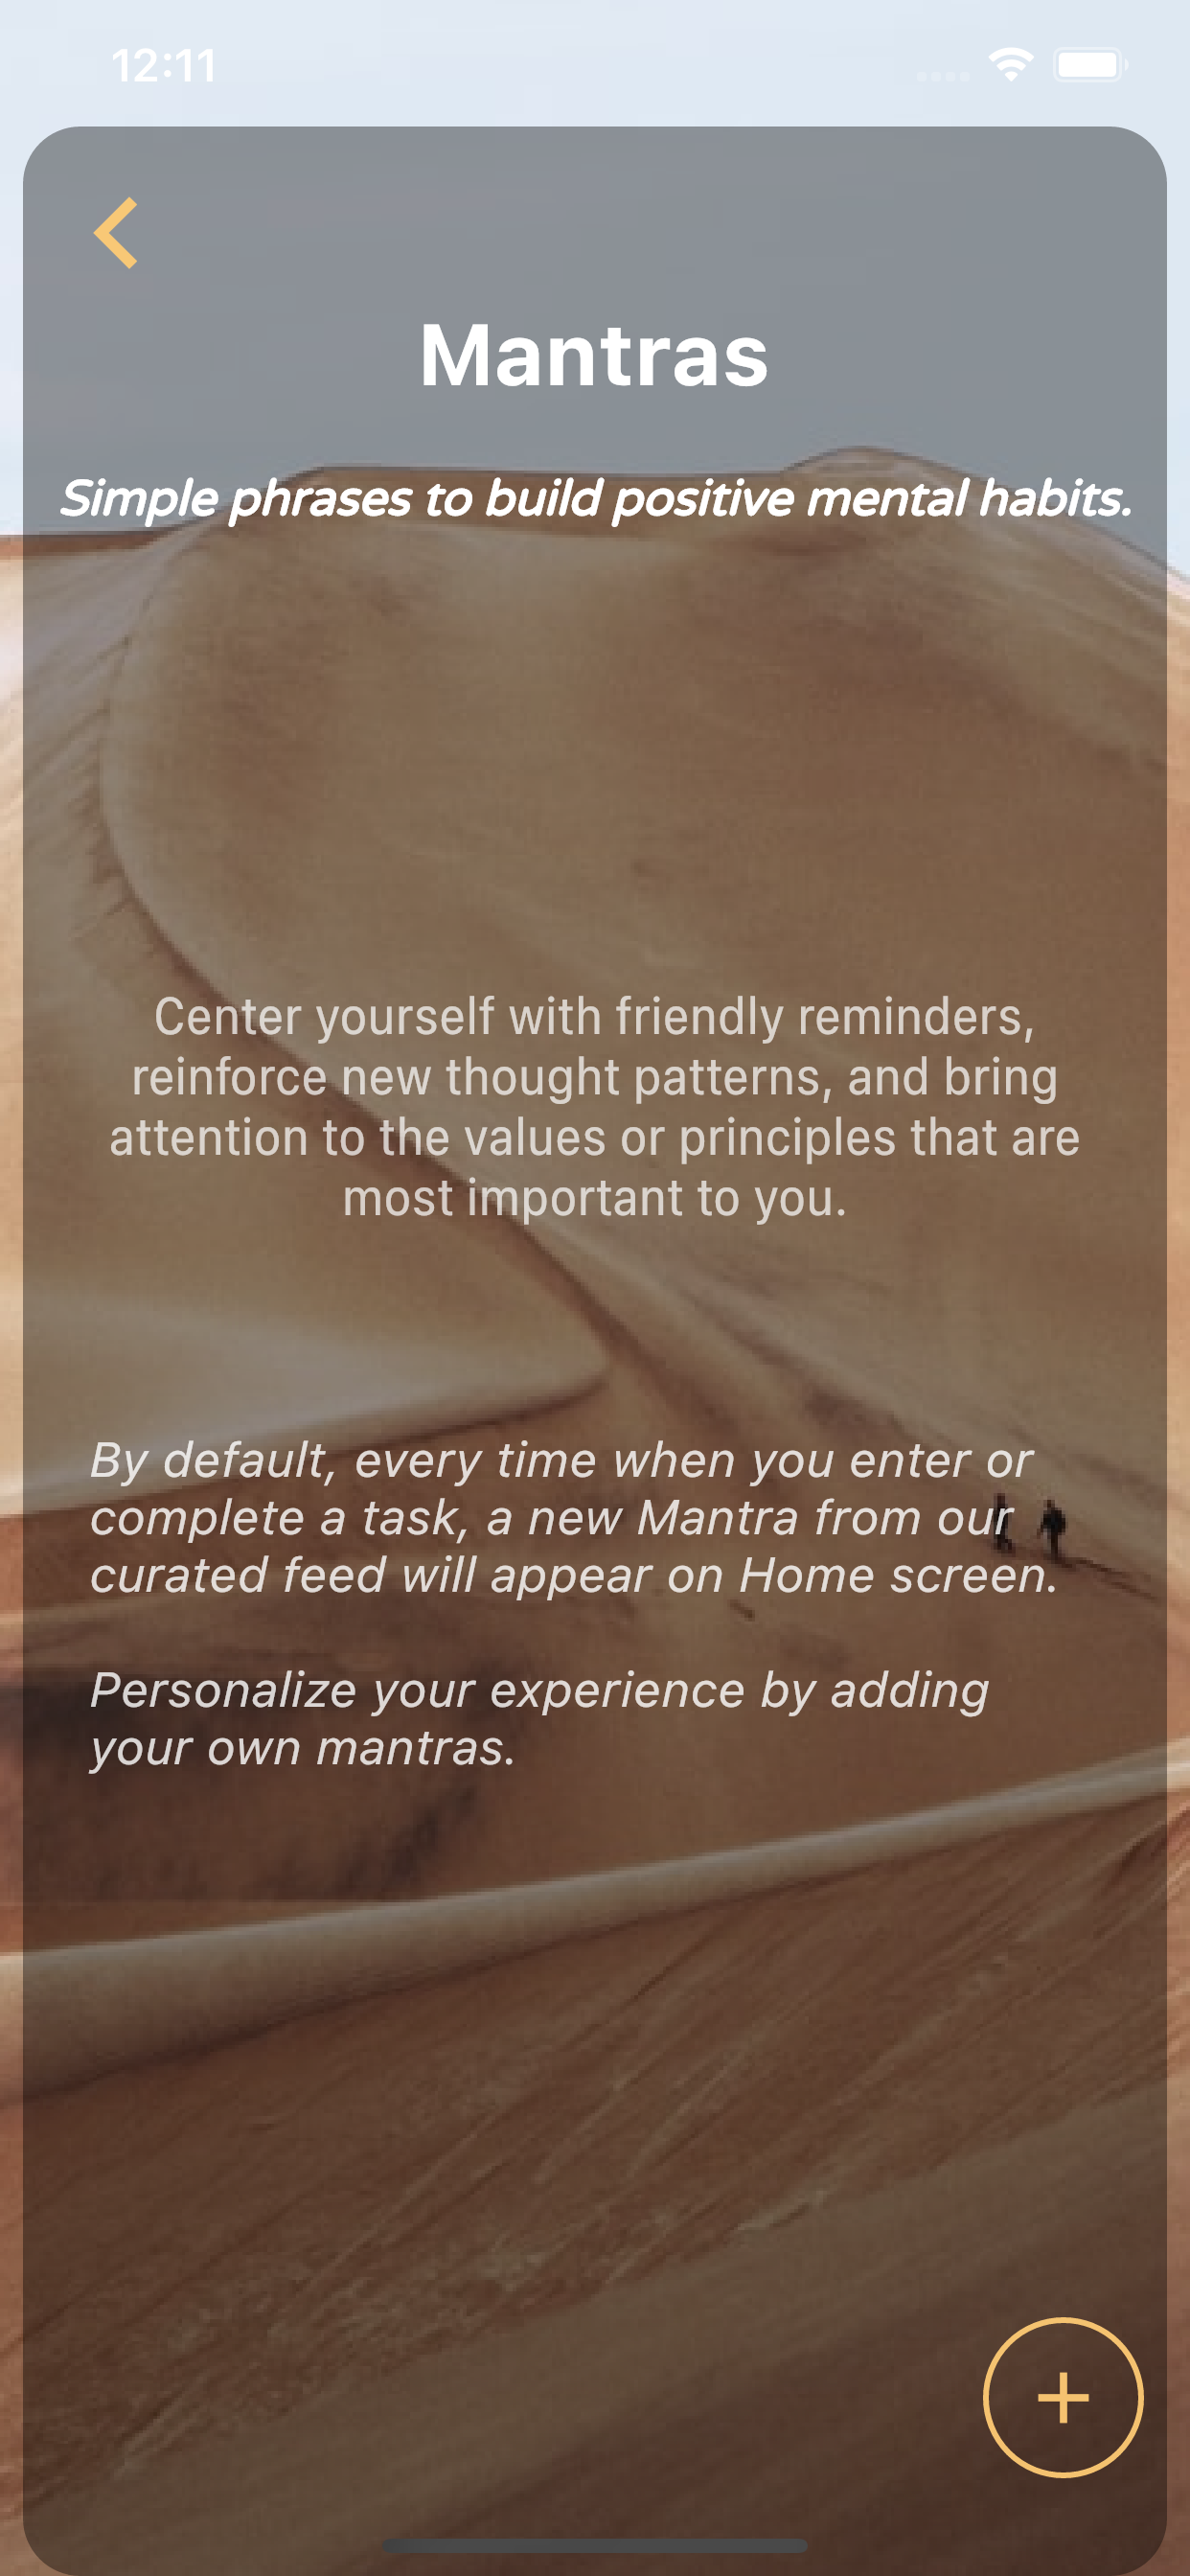 12:11
Mantras
Simple phrases to build positive mental habits.
Center yourself with friendly reminders,
reinforce new thought patterns, and bring
attention to the values or principles that are
most important to you.
By default, every time when you enter or
complete a task, a new Mantra from our
curated feed will appear on Home screen.
Personalize your experience by adding
your own mantras.